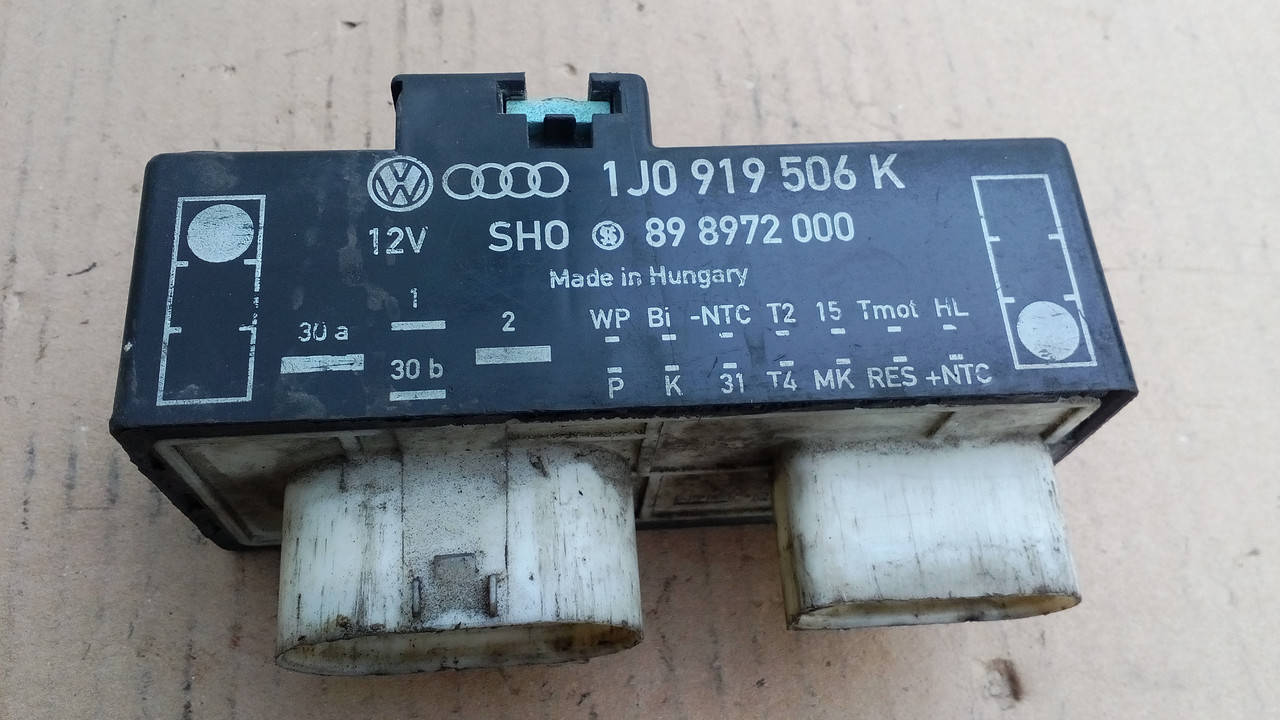 1J0 919 506 K
12V SHO 89 8972 000
Made in Hungary
1
30 a
2
30 b
WP Bi -NTC T2 15 Tmot HL
P K 31 T4 MK RES +NTC